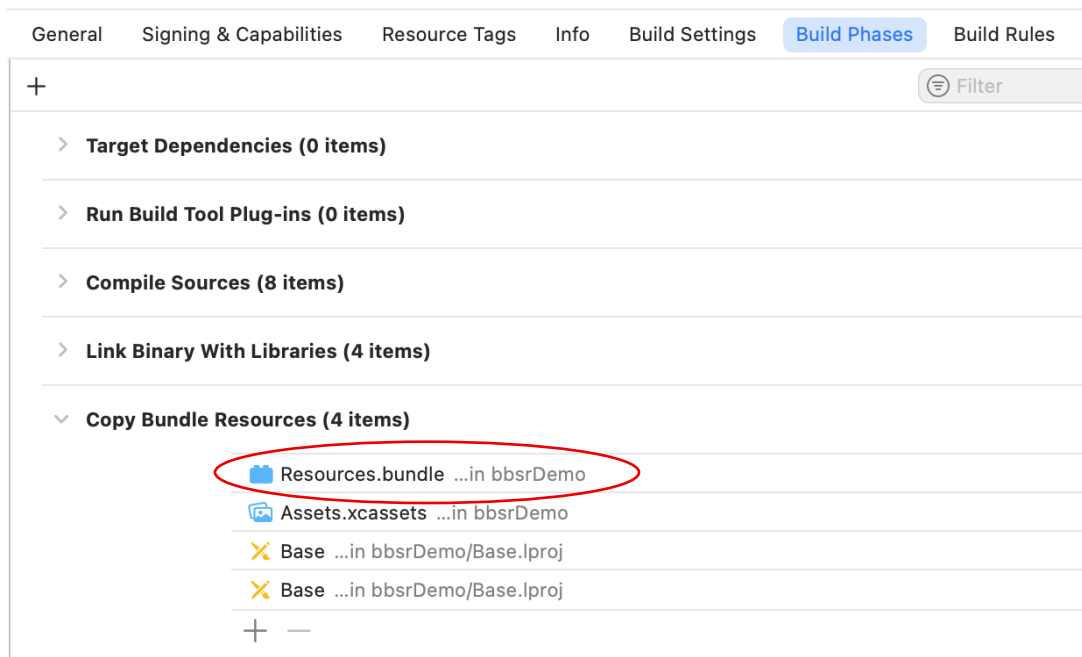 General Signing & Capabilities Resource Tags Info Build Settings Build Phases Build Rules
Filter
Target Dependencies (0 items)
Run Build Tool Plug-ins (0 items)
Compile Sources (8 items)
Link Binary With Libraries (4 items)
Copy Bundle Resources (4 items)
Resources.bundle ...in bbsrDemo
Assets.xcassets ...in bbsrDemo
Base ...in bbsrDemo/Base.lproj
Base ...in bbsrDemo/Base.lproj